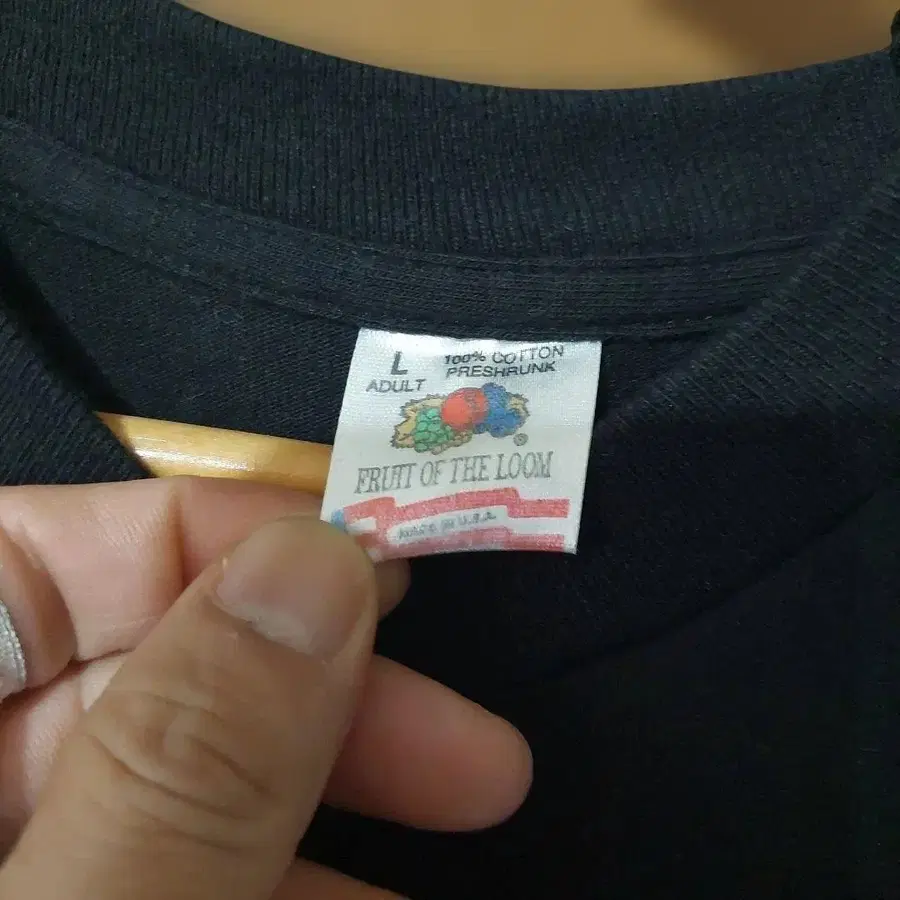 L
ADULT
100% COTTON
PRESHRUNK
®
FRUIT OF THE LOOM
MADE IN U.S.A.